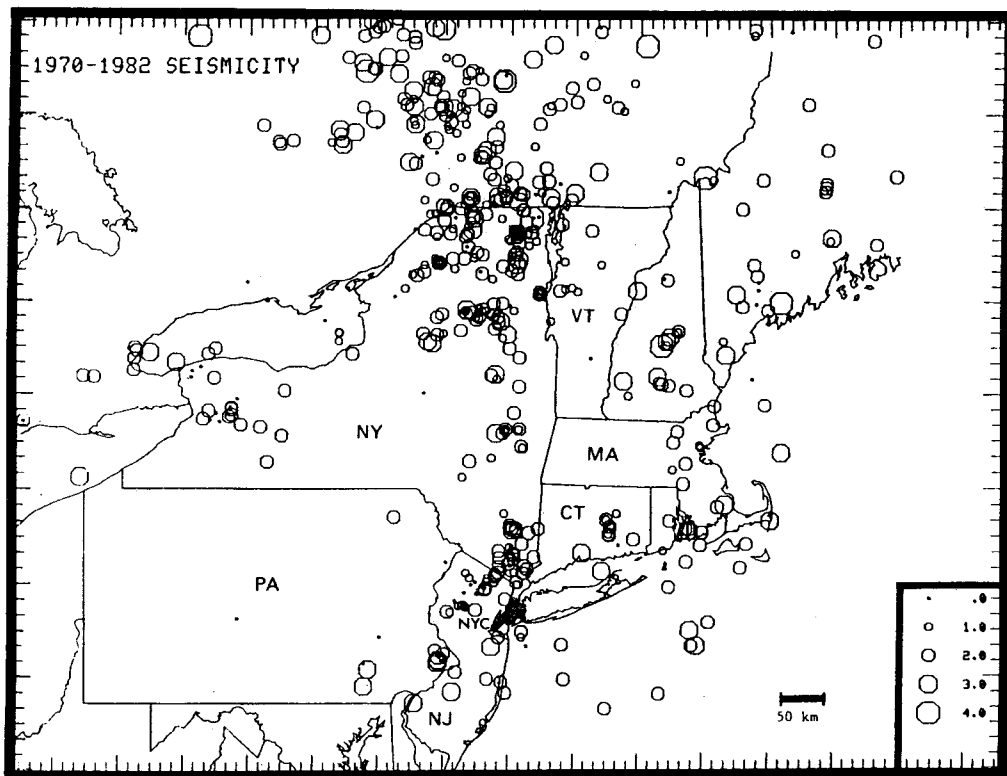 1970-1982 SEISMICITY
VT
NY
MA
CT
PA
NYC
NJ
.0
1.0
2.0
3.0
4.0
50 km